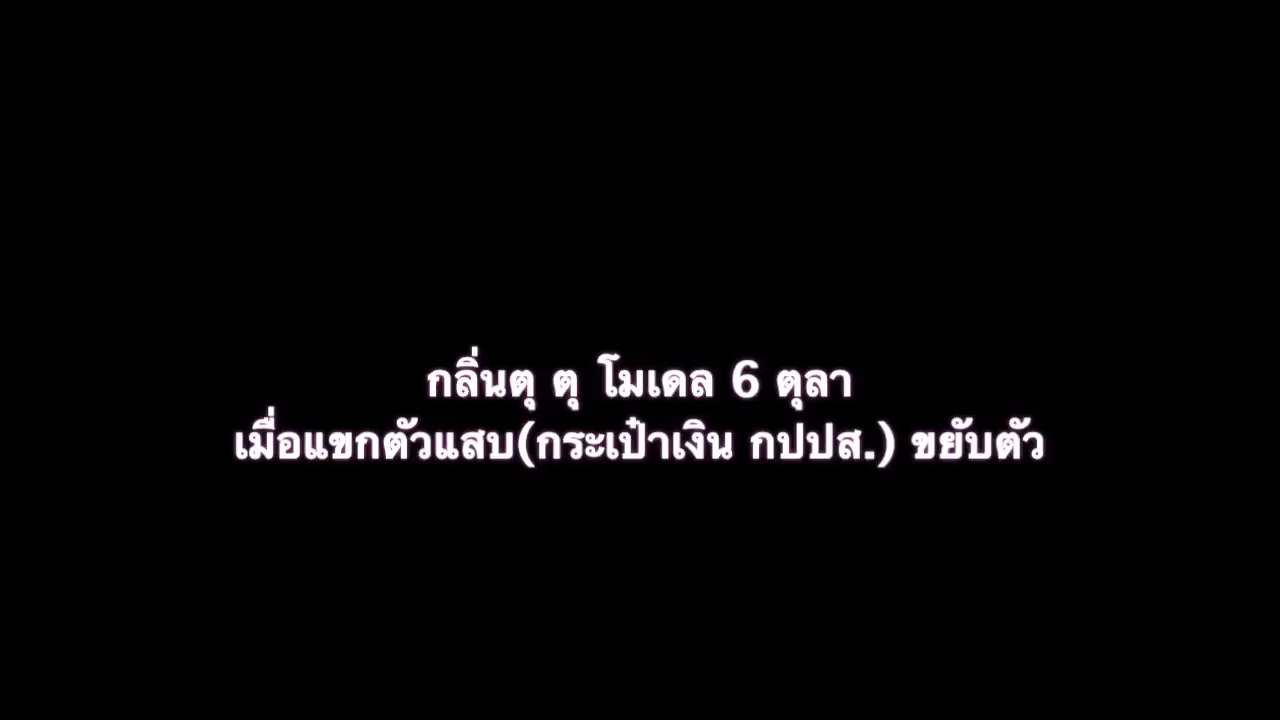 กลิ่นตุ ตุ โมเดล 6 ตุลา
เมื่อแขกตัวแสบ(กระเป๋าเงิน กปปส.) ขยับตัว